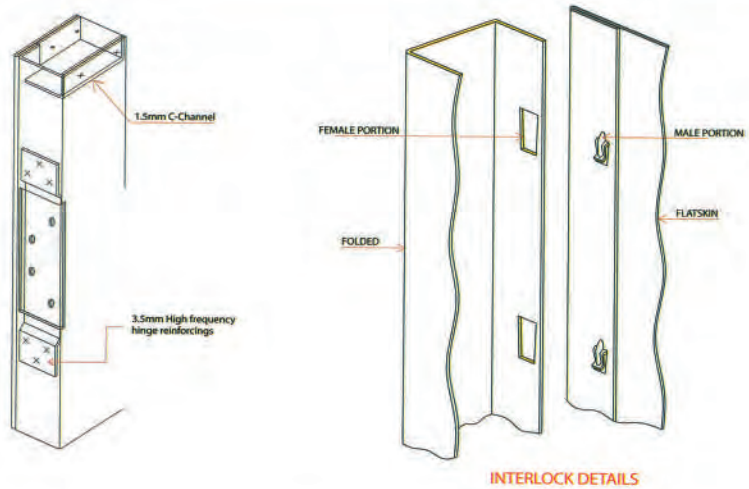 1.5mm C-Channel
3.5mm High frequency
hinge reinforcings
FEMALE PORTION
MALE PORTION
FOLDED
FLATSKIN
INTERLOCK DETAILS